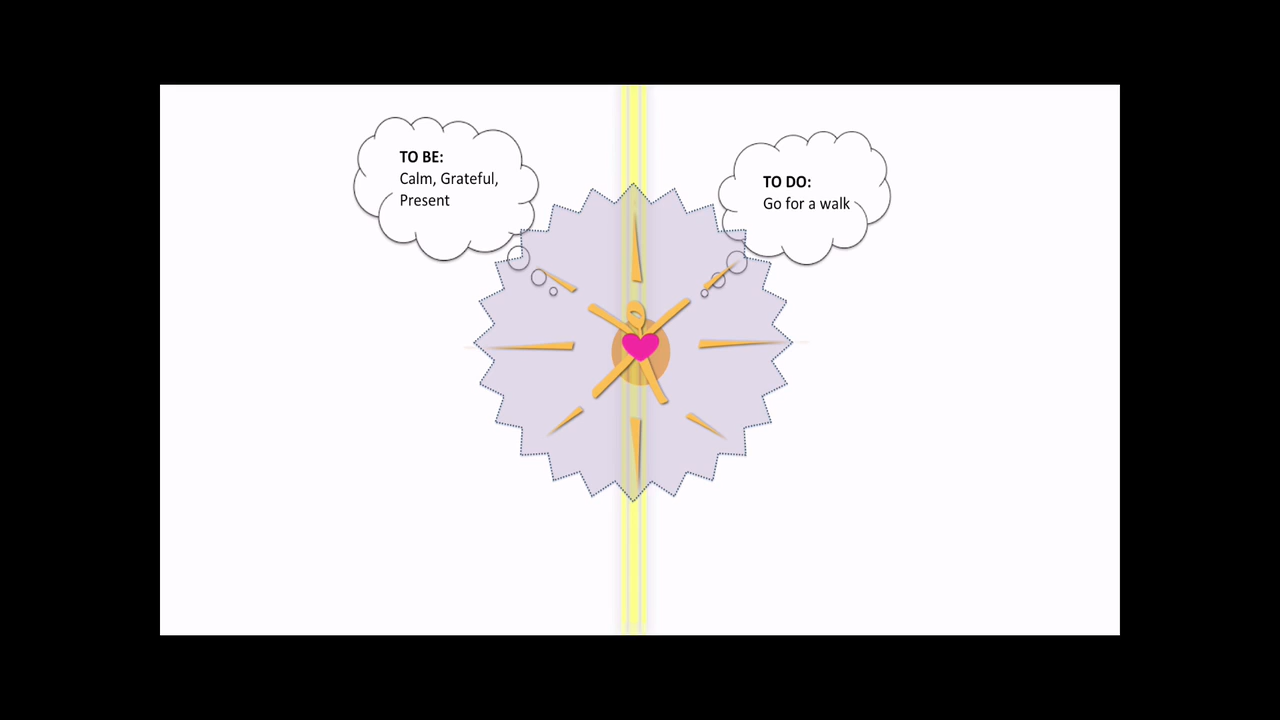 TO BE:
Calm, Grateful,
Present
TO DO:
Go for a walk